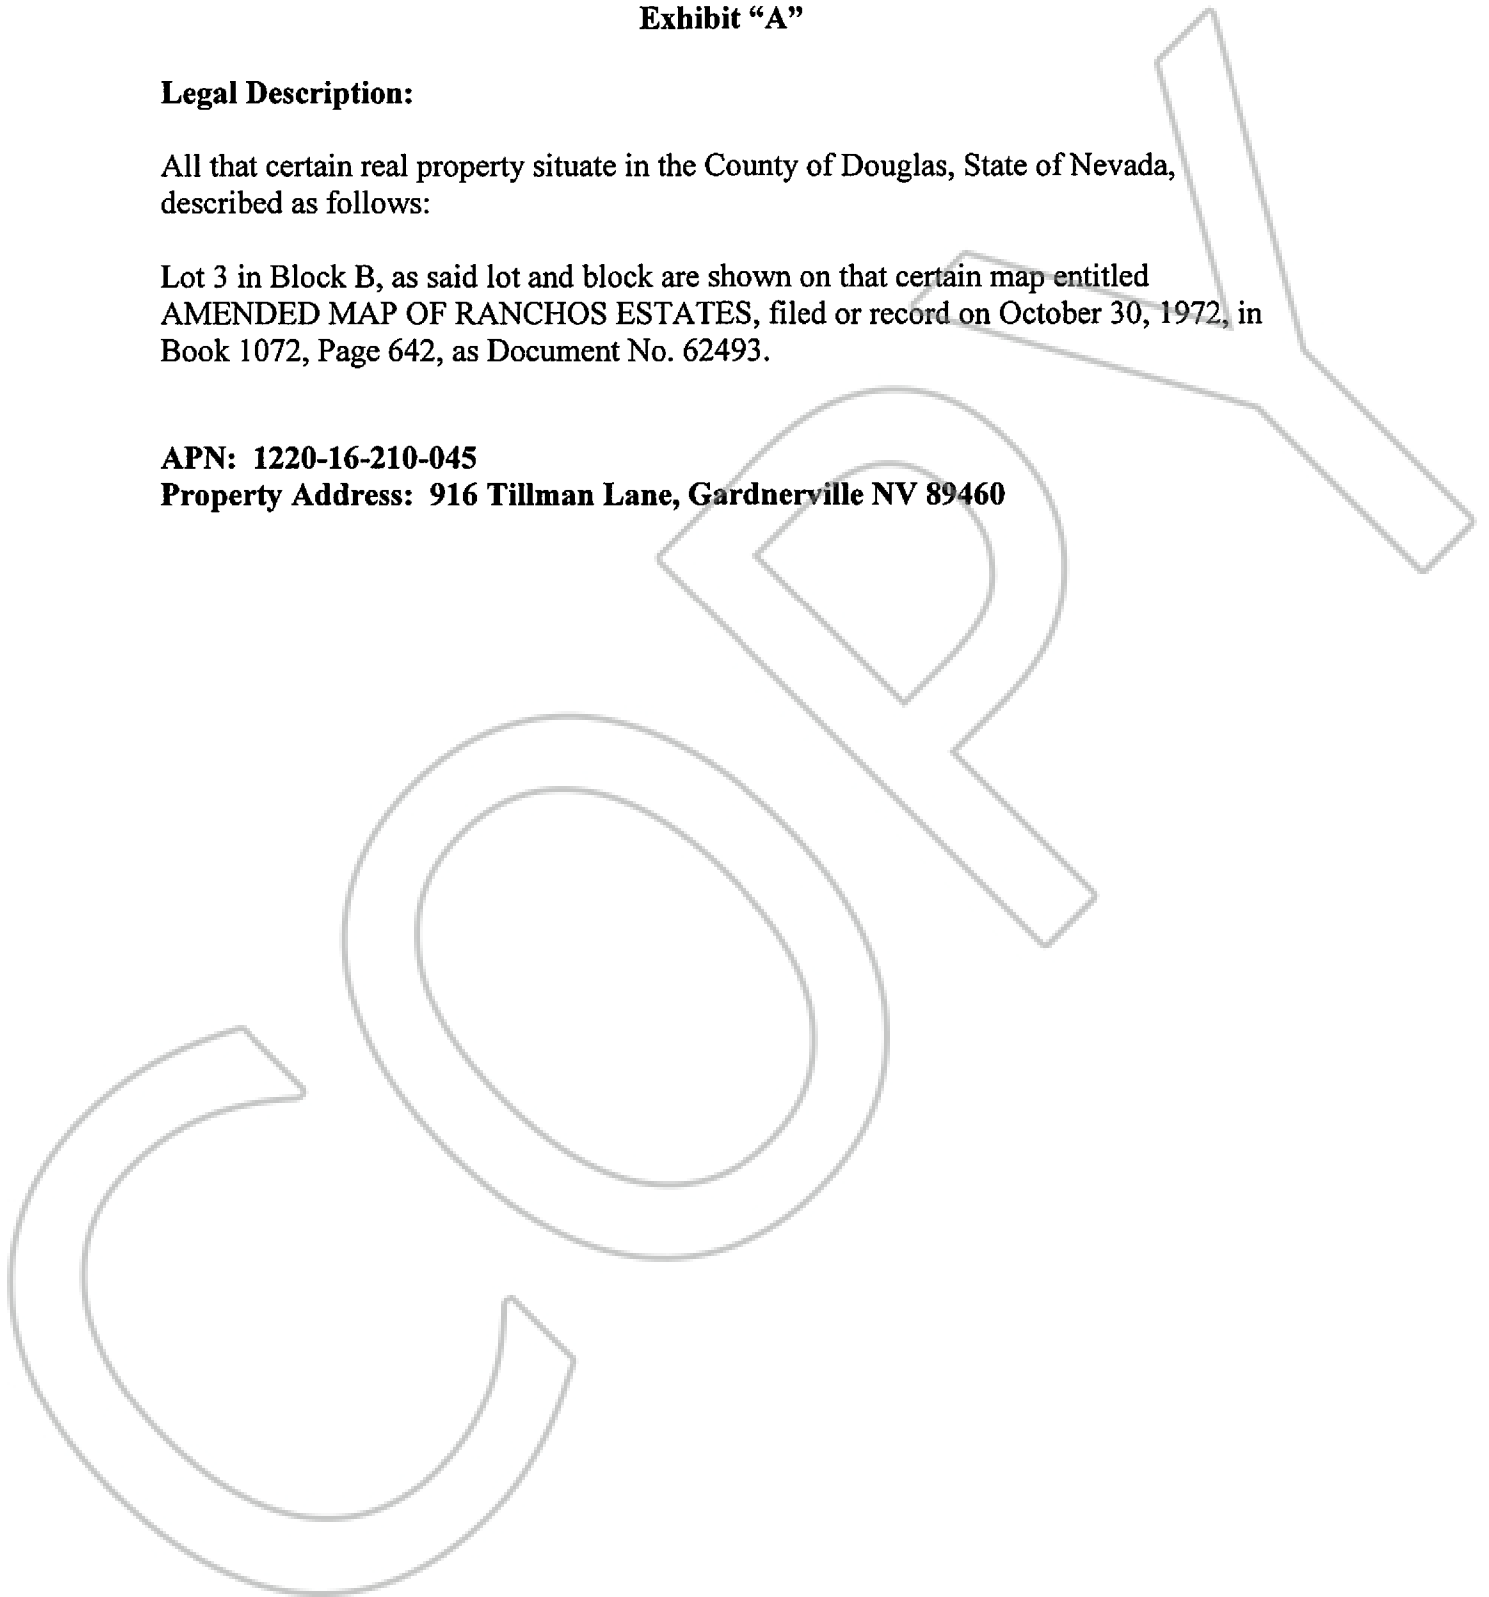 Exhibit “A”
Legal Description:
All that certain real property situate in the County of Douglas, State of Nevada,
described as follows:
Lot 3 in Block B, as said lot and block are shown on that certain map entitled
AMENDED MAP OF RANCHOS ESTATES, filed or record on October 30, 1972, in
Book 1072, Page 642, as Document No. 62493.
APN: 1220-16-210-045
Property Address: 916 Tillman Lane, Gardnerville NV 89460
COPY